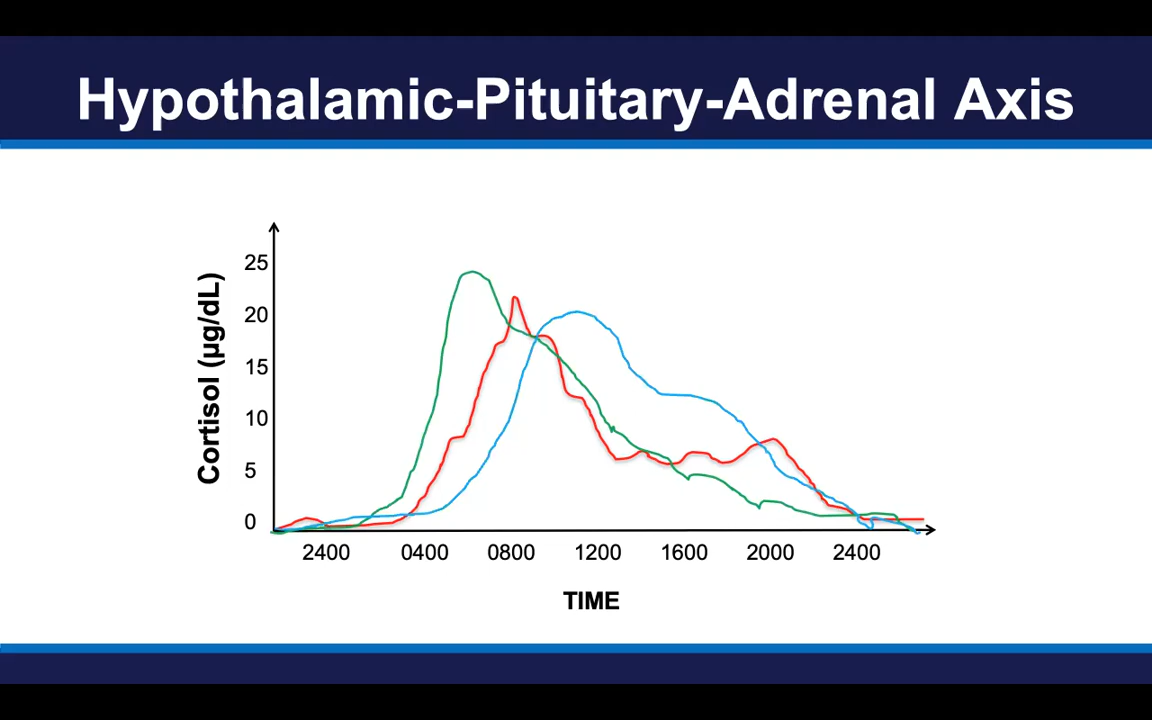 Hypothalamic-Pituitary-Adrenal Axis
Cortisol (µg/dL)
25
20
15
10
5
0
2400 0400 0800 1200 1600 2000 2400
TIME